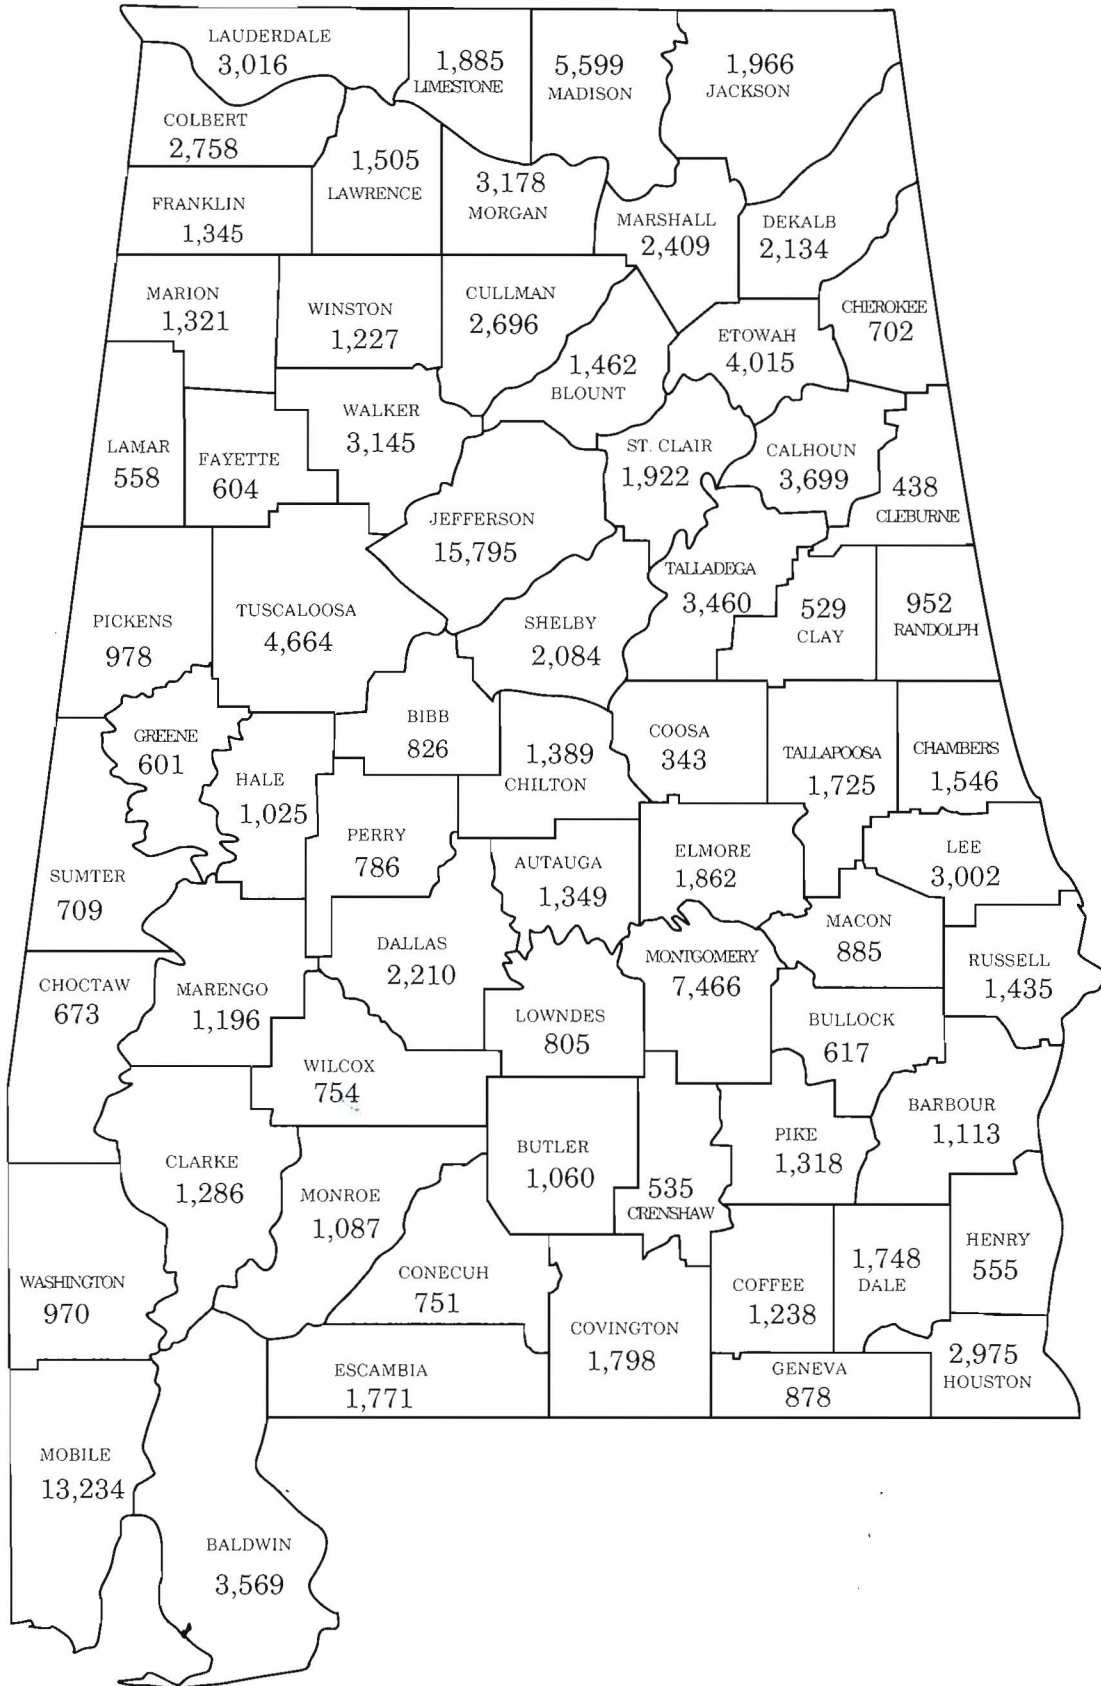 LAUDERDALE
3,016
1,885
LIMESTONE
5,599
MADISON
1,966
JACKSON
COLBERT
2,758
1,505
LAWRENCE
3,178
MORGAN
FRANKLIN
1,345
MARSHALL
2,409
DEKALB
2,134
MARION
1,321
WINSTON
1,227
CULLMAN
2,696
CHEROKEE
702
ETOWAH
4,015
1,462
BLOUNT
WALKER
3,145
LAMAR
558
FAYETTE
604
ST. CLAIR
1,922
CALHOUN
3,699
438
CLEBURNE
JEFFERSON
15,795
TALLADEGA
3,460
PICKENS
978
TUSCALOOSA
4,664
SHELBY
2,084
529
CLAY
952
RANDOLPH
GREENE
601
HALE
1,025
BIBB
826
1,389
CHILTON
COOSA
343
TALLAPOOSA
1,725
CHAMBERS
1,546
PERRY
786
SUMTER
709
AUTAUGA
1,349
ELMORE
1,862
LEE
3,002
DALLAS
2,210
MACON
885
MONTGOMERY
7,466
RUSSELL
1,435
CHOCTAW
673
MARENGO
1,196
LOWNDES
805
BULLOCK
617
WILCOX
754
BARBOUR
1,113
CLARKE
1,286
BUTLER
1,060
PIKE
1,318
MONROE
1,087
535
CRENSHAW
WASHINGTON
970
CONECUH
751
COFFEE
1,238
1,748
DALE
HENRY
555
COVINGTON
1,798
ESCAMBIA
1,771
GENEVA
878
2,975
HOUSTON
MOBILE
13,234
BALDWIN
3,569